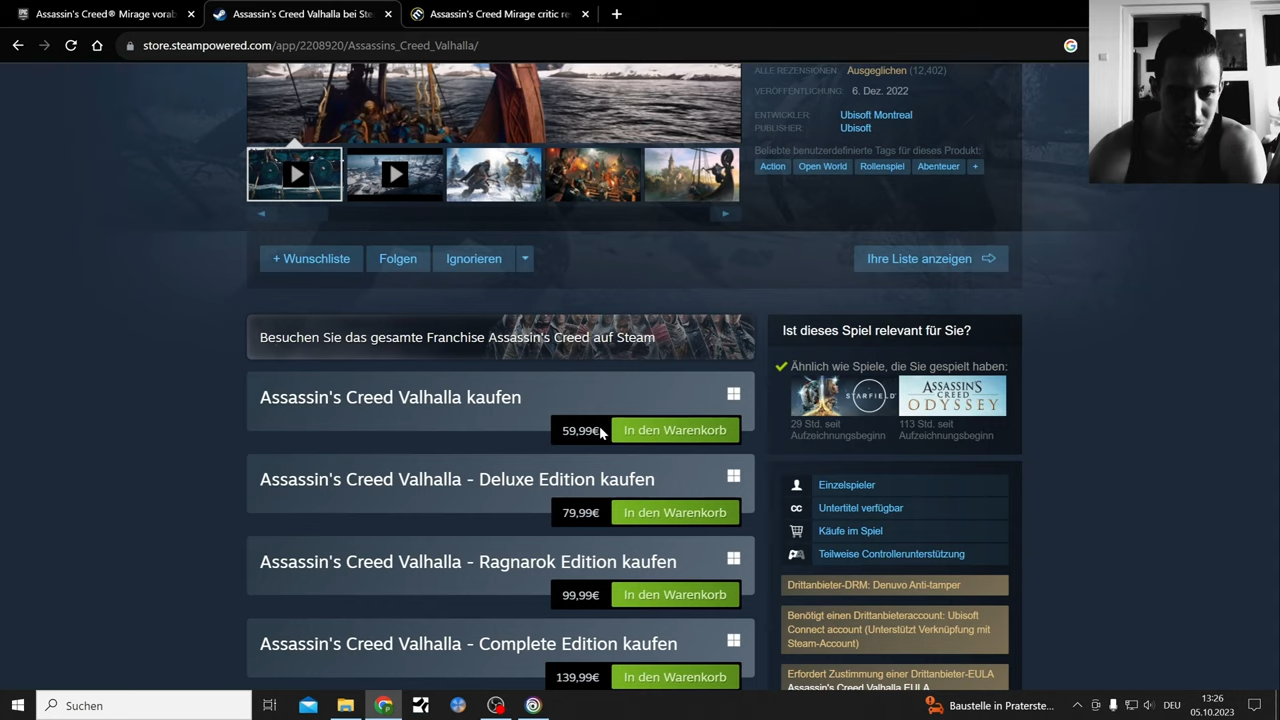 Assassin's Creed® Mirage vorab
Assassin's Creed Valhalla bei Ste
Assassin's Creed Mirage critic re
store.steampowered.com/app/2208920/Assassins_Creed_Valhalla/
ALLE REZENSIONEN: Ausgeglichen (12,402)
VERÖFFENTLICHUNG: 6. Dez. 2022
ENTWICKLER: Ubisoft Montreal
PUBLISHER: Ubisoft
Beliebte benutzerdefinierte Tags für dieses Produkt:
Action Open World Rollenspiel Abenteuer +
+ Wunschliste Folgen Ignorieren Ihre Liste anzeigen
Besuchen Sie das gesamte Franchise Assassin's Creed auf Steam
Assassin's Creed Valhalla kaufen
59,99€ In den Warenkorb
Assassin's Creed Valhalla - Deluxe Edition kaufen
79,99€ In den Warenkorb
Assassin's Creed Valhalla - Ragnarok Edition kaufen
99,99€ In den Warenkorb
Assassin's Creed Valhalla - Complete Edition kaufen
139,99€ In den Warenkorb
Ist dieses Spiel relevant für Sie?
Ähnlich wie Spiele, die Sie gespielt haben:
STARFIELD
ASSASSIN'S
CREED
ODYSSEY
29 Std. seit
Aufzeichnungsbeginn
113 Std. seit
Aufzeichnungsbeginn
Einzelspieler
CC Untertitel verfügbar
Käufe im Spiel
Teilweise Controllerunterstützung
Drittanbieter-DRM: Denuvo Anti-tamper
Benötigt einen Drittanbieteraccount: Ubisoft
Connect account (Unterstützt Verknüpfung mit
Steam-Account)
Erfordert Zustimmung einer Drittanbieter-EULA
Assassin's Creed Valhalla EULA
Suchen
Baustelle in Praterste...
DEU
13:26
05.10.2023